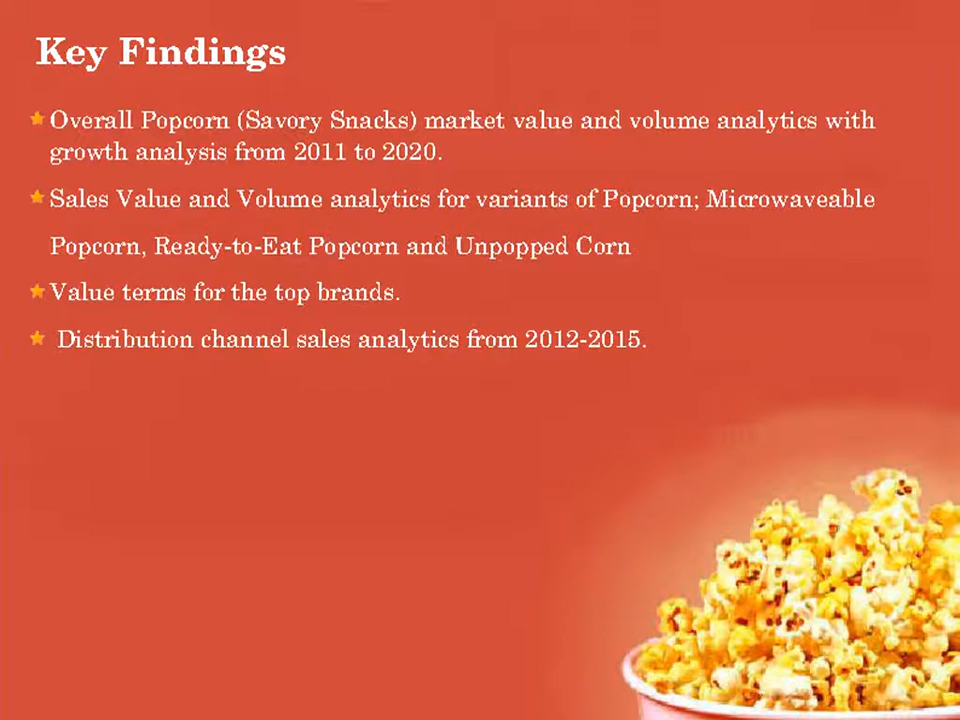 Key Findings
Overall Popcorn (Savory Snacks) market value and volume analytics with
growth analysis from 2011 to 2020.
Sales Value and Volume analytics for variants of Popcorn; Microwaveable
Popcorn, Ready-to-Eat Popcorn and Unpopped Corn
Value terms for the top brands.
Distribution channel sales analytics from 2012-2015.